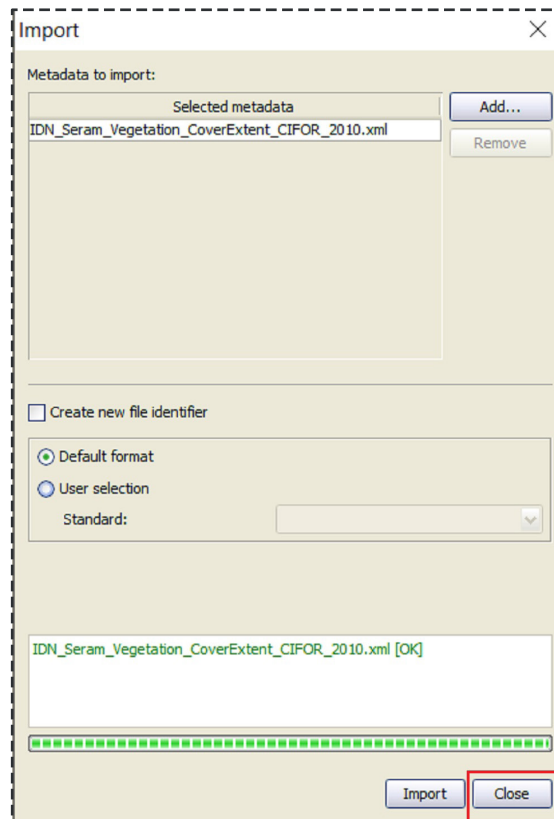 Import
Metadata to import:
Selected metadata
Add...
IDN_Seram_Vegetation_CoverExtent_CIFOR_2010.xml
Remove
Create new file identifier
Default format
User selection
Standard:
IDN_Seram_Vegetation_CoverExtent_CIFOR_2010.xml [OK]
Import
Close